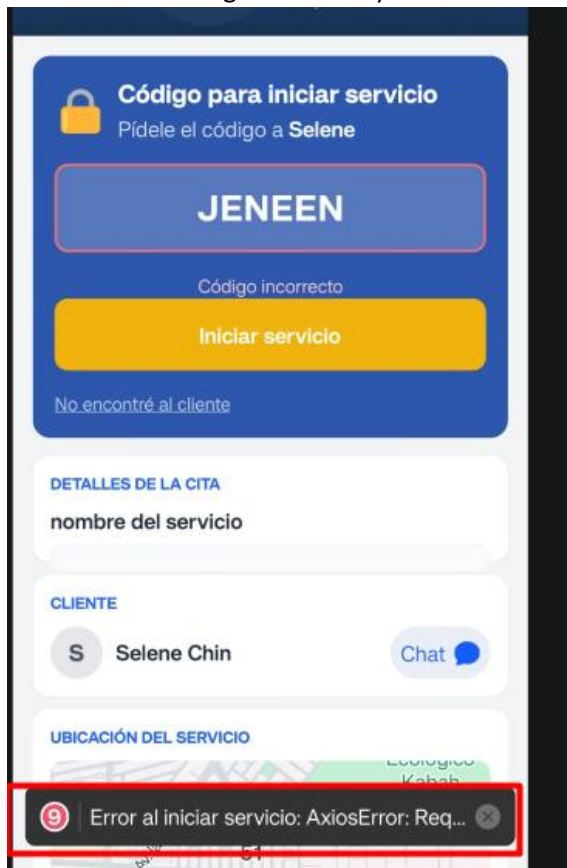 Código para iniciar servicio
Pídele el código a Selene
JENEEN
Código incorrecto
Iniciar servicio
No encontré al cliente
DETALLES DE LA CITA
nombre del servicio
CLIENTE
S Selene Chin Chat
UBICACIÓN DEL SERVICIO
Kabah
9 Error al iniciar servicio: AxiosError: Req...